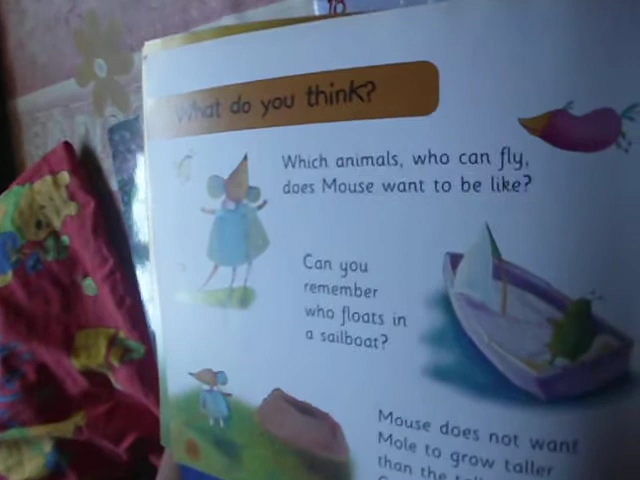 What do you think?
Which animals, who can fly,
does Mouse want to be like?
Can you
remember
who floats in
a sailboat?
Mouse does not want
Mole to grow taller
than the